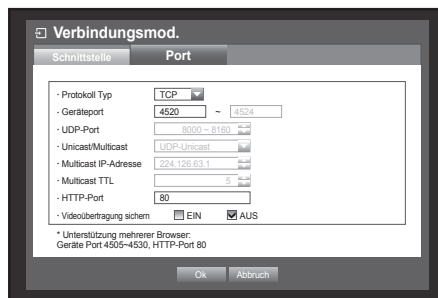 Verbindungsmod.
Schnittstelle Port
· Protokoll Typ TCP
· Geräteport 4520 ~ 4524
· UDP-Port 8000 ~ 8160
· Unicast/Multicast UDP-Unicast
· Multicast IP-Adresse 224.126.63.1
· Multicast TTL 5
· HTTP-Port 80
· Videoübertragung sichern EIN AUS
* Unterstützung mehrerer Browser:
Geräte Port 4505~4530, HTTP-Port 80
Ok Abbruch